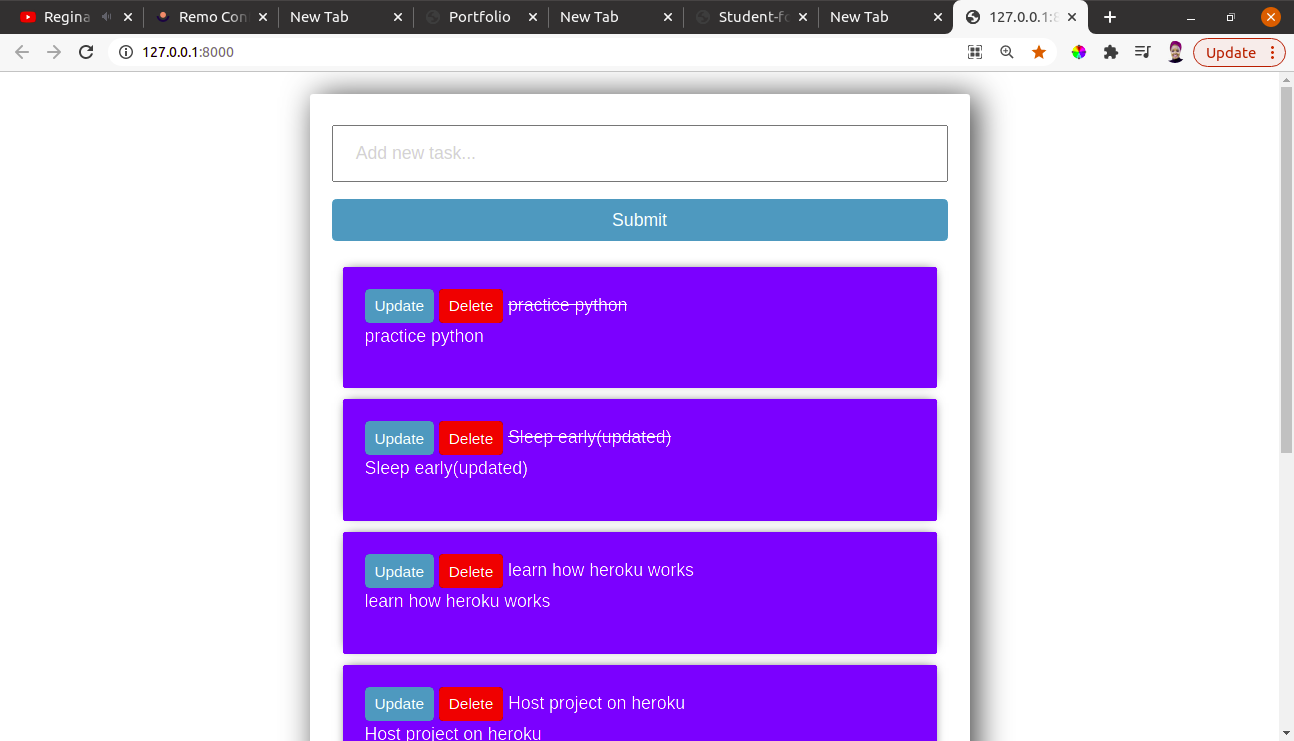 Regina
Remo Con
New Tab
Portfolio
New Tab
Student-fo
New Tab
127.0.0.1:8
127.0.0.1:8000
Update
Add new task...
Submit
Update Delete practice python
practice python
Update Delete Sleep early(updated)
Sleep early(updated)
Update Delete learn how heroku works
learn how heroku works
Update Delete Host project on heroku
Host project on heroku